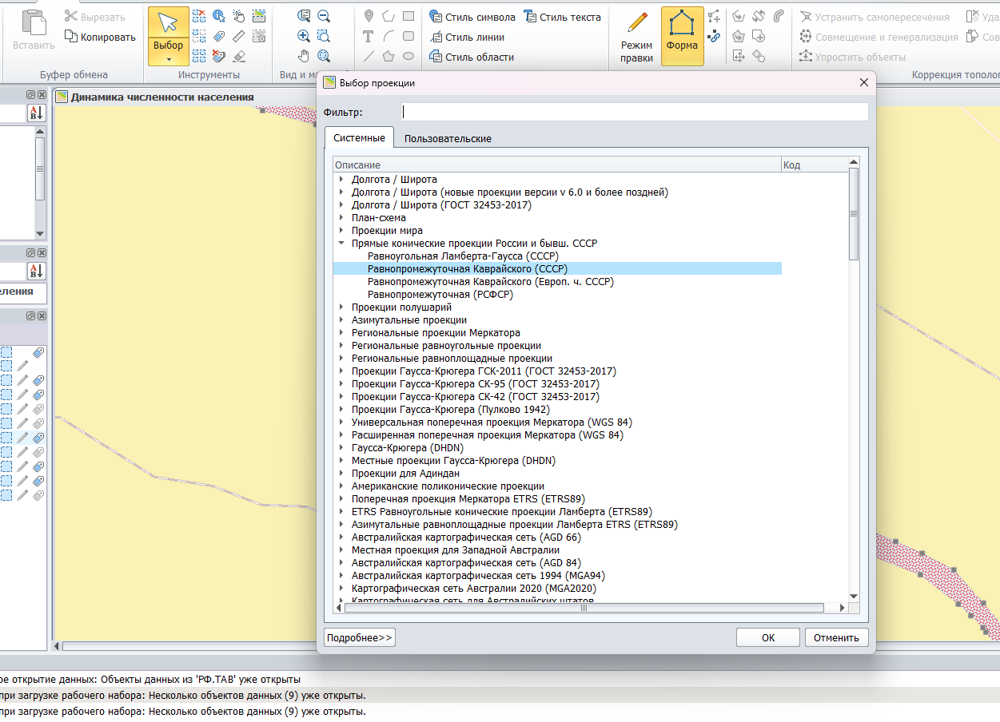 Вставить
Вырезать
Копировать
Буфер обмена
Выбор
Инструменты
Вид и
Стиль символа
Стиль текста
Стиль линии
Стиль области
Режим правки
Форма
Устранить самопересечения
Совмещение и генерализация
Упростить объекты
Коррекция тополог
Динамика численности населения
Выбор проекции
Фильтр:
Системные
Пользовательские
Описание
Код
Долгота / Широта
Долгота / Широта (новые проекции версии v 6.0 и более поздней)
Долгота / Широта (ГОСТ 32453-2017)
План-схема
Проекции мира
Прямые конические проекции России и бывш. СССР
Равноугольная Ламберта-Гаусса (СССР)
Равнопромежуточная Каврайского (СССР)
Равнопромежуточная Каврайского (Европ. ч. СССР)
Равнопромежуточная (РСФСР)
Проекции полушарий
Азимутальные проекции
Региональные проекции Меркатора
Региональные равноугольные проекции
Региональные равноплощадные проекции
Проекции Гаусса-Крюгера ГСК-2011 (ГОСТ 32453-2017)
Проекции Гаусса-Крюгера СК-95 (ГОСТ 32453-2017)
Проекции Гаусса-Крюгера СК-42 (ГОСТ 32453-2017)
Проекции Гаусса-Крюгера (Пулково 1942)
Универсальная поперечная проекция Меркатора (WGS 84)
Расширенная поперечная проекция Меркатора (WGS 84)
Гаусса-Крюгера (DHDN)
Местные проекции Гаусса-Крюгера (DHDN)
Проекции для Адиндан
Американские поликонические проекции
Поперечная проекция Меркатора ETRS (ETRS89)
ETRS Равноугольные конические проекции Ламберта (ETRS89)
Азимутальные равноплощадные проекции Ламберта ETRS (ETRS89)
Австралийская картографическая сеть (AGD 66)
Местная проекция для Западной Австралии
Австралийская картографическая сеть (AGD 84)
Австралийская картографическая сеть 1994 (MGA94)
Картографическая сеть Австралии 2020 (MGA2020)
Картографическая сеть для Австралийских штатов
Подробнее>>
ОК
Отменить
еления
ое открытие данных: Объекты данных из 'РФ.TAB' уже открыты
при загрузке рабочего набора: Несколько объектов данных (9) уже открыты.
при загрузке рабочего набора: Несколько объектов данных (9) уже открыты.